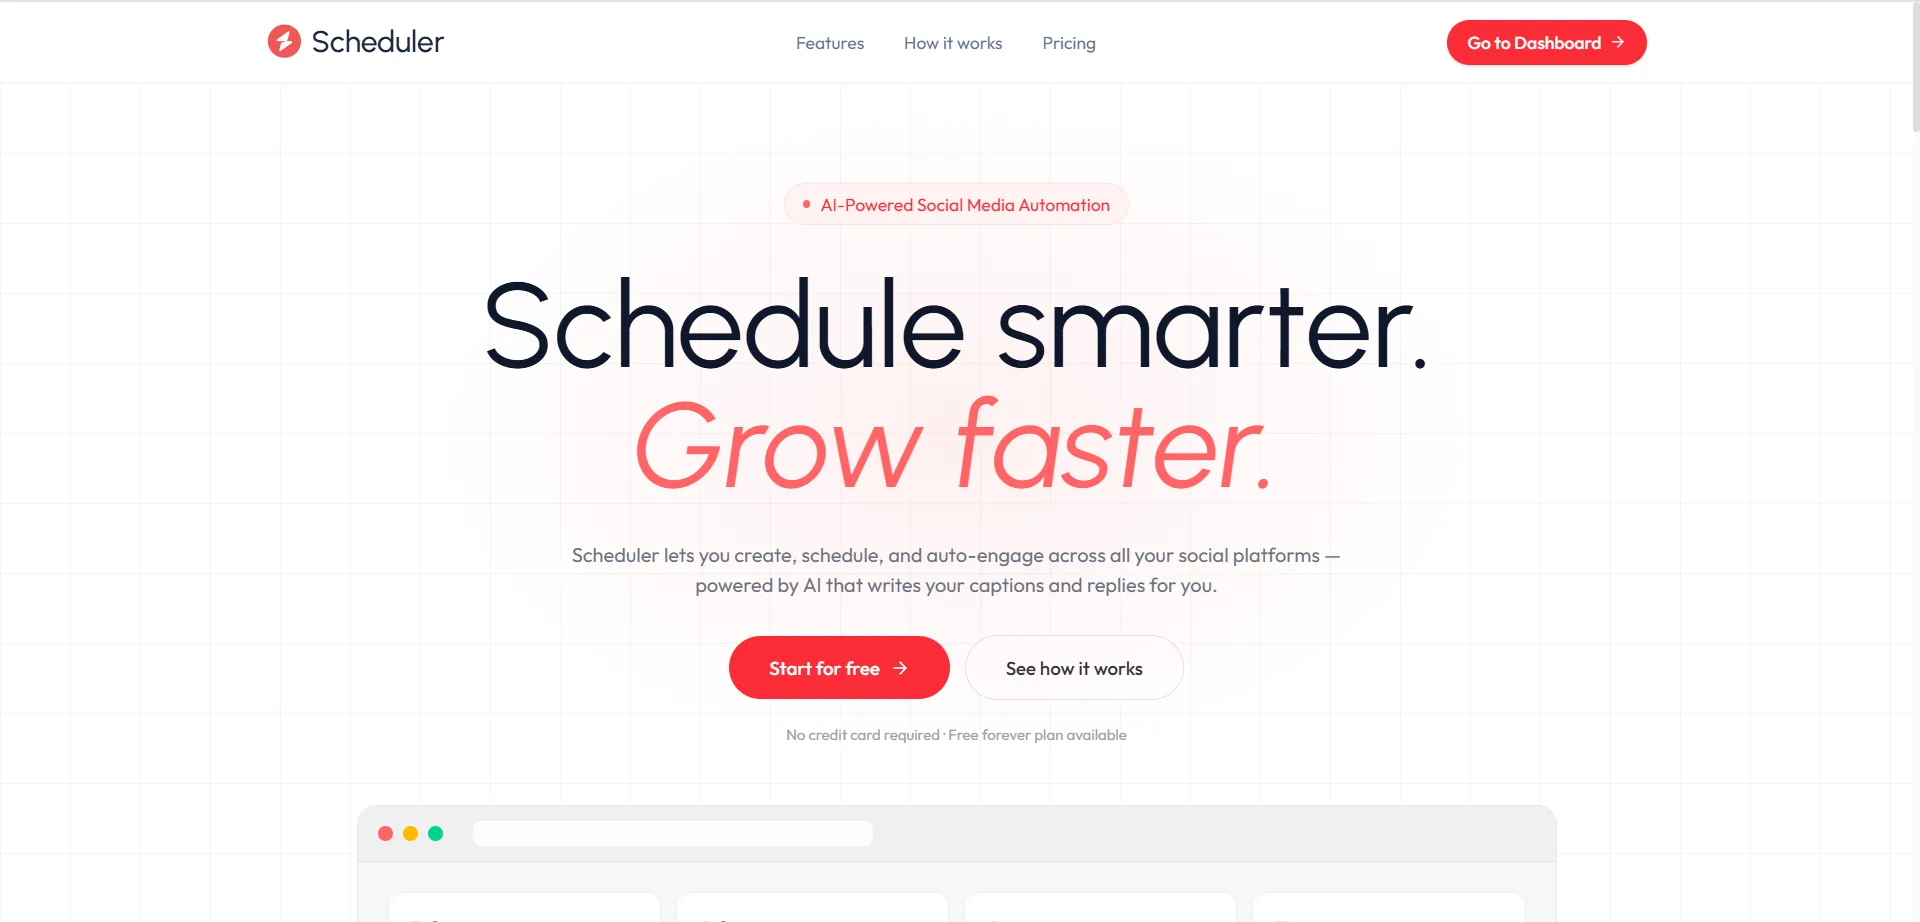 Scheduler
Features
How it works
Pricing
Go to Dashboard →
AI-Powered Social Media Automation
Schedule smarter.
Grow faster.
Scheduler lets you create, schedule, and auto-engage across all your social platforms —
powered by AI that writes your captions and replies for you.
Start for free →
See how it works
No credit card required · Free forever plan available